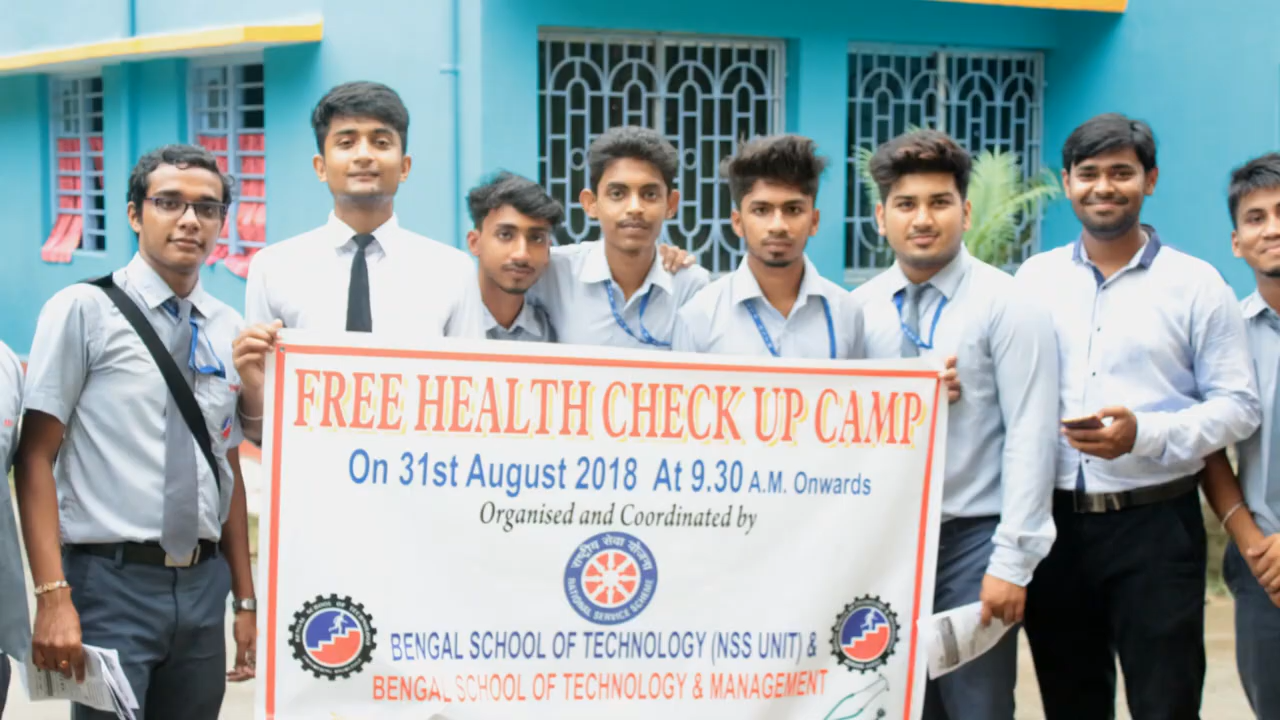 FREE HEALTH CHECK UP CAMP
On 31st August 2018 At 9.30 A.M. Onwards
Organised and Coordinated by
राष्ट्रीय सेवा योजना
NATIONAL SERVICE SCHEME
BENGAL SCHOOL OF TECHNOLOGY (NSS UNIT) &
BENGAL SCHOOL OF TECHNOLOGY & MANAGEMENT